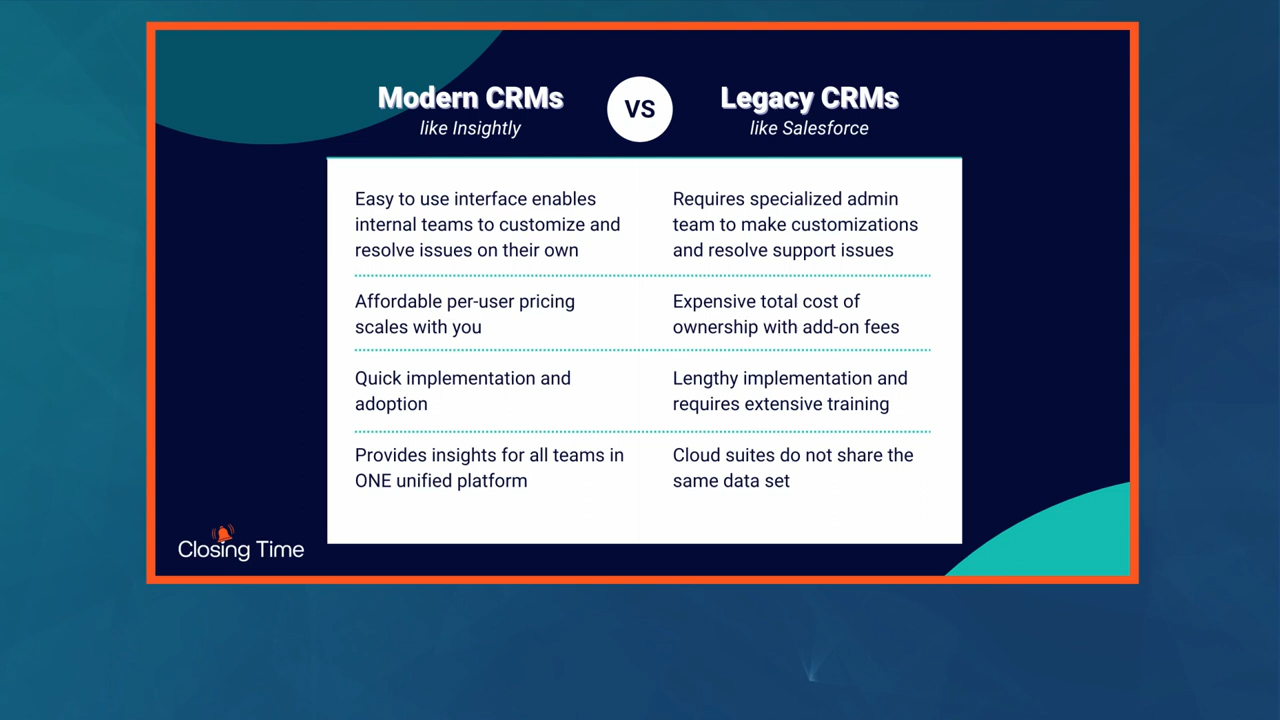 Modern CRMs
like Insightly
VS
Legacy CRMs
like Salesforce
Easy to use interface enables
internal teams to customize and
resolve issues on their own
Requires specialized admin
team to make customizations
and resolve support issues
Affordable per-user pricing
scales with you
Expensive total cost of
ownership with add-on fees
Quick implementation and
adoption
Lengthy implementation and
requires extensive training
Provides insights for all teams in
ONE unified platform
Cloud suites do not share the
same data set
Closing Time